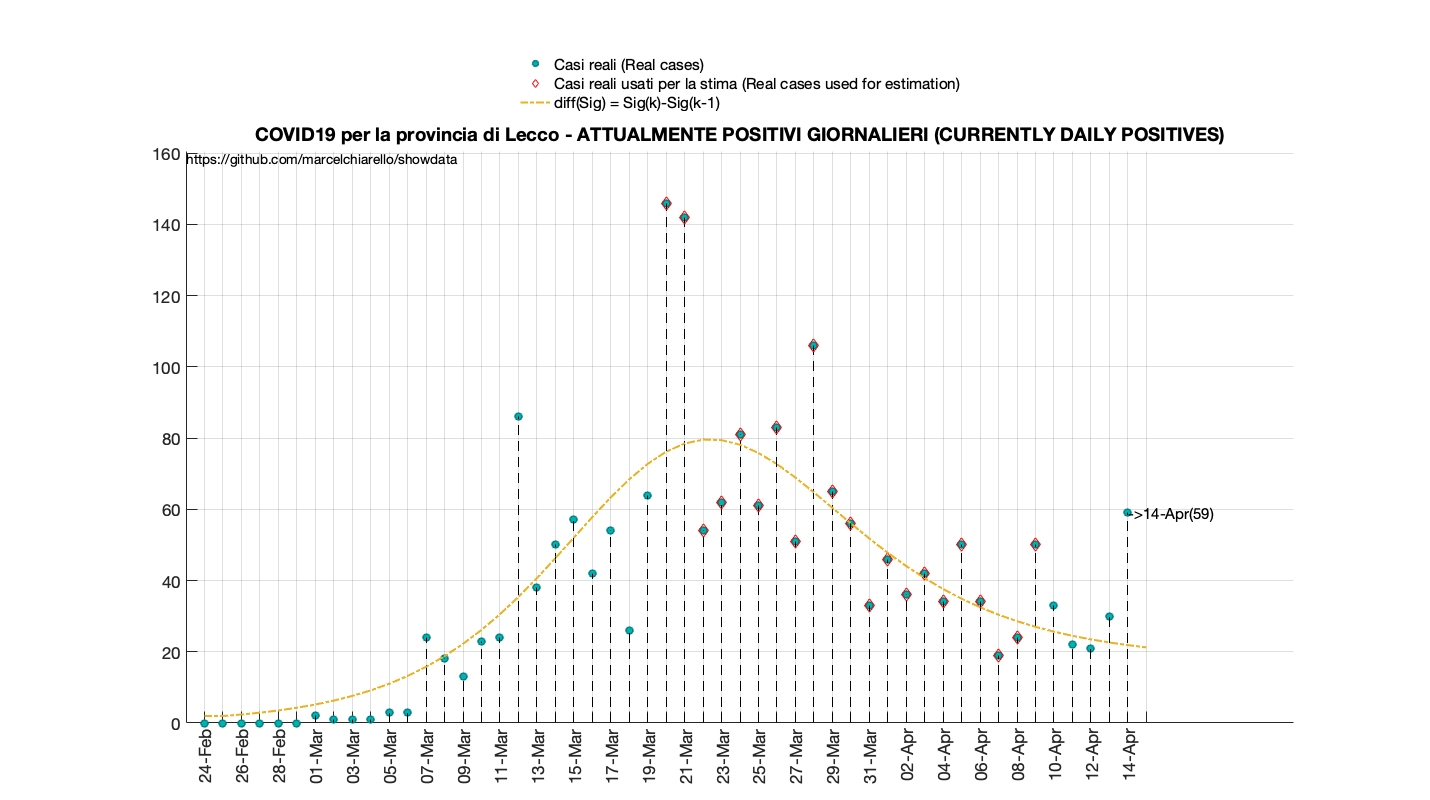 Casi reali (Real cases)
Casi reali usati per la stima (Real cases used for estimation)
diff(Sig) = Sig(k)-Sig(k-1)
COVID19 per la provincia di Lecco - ATTUALMENTE POSITIVI GIORNALIERI (CURRENTLY DAILY POSITIVES)
https://github.com/marcelchiarello/showdata
160
140
120
100
80
60
40
20
0
->14-Apr(59)
24-Feb
26-Feb
28-Feb
01-Mar
03-Mar
05-Mar
07-Mar
09-Mar
11-Mar
13-Mar
15-Mar
17-Mar
19-Mar
21-Mar
23-Mar
25-Mar
27-Mar
29-Mar
31-Mar
02-Apr
04-Apr
06-Apr
08-Apr
10-Apr
12-Apr
14-Apr